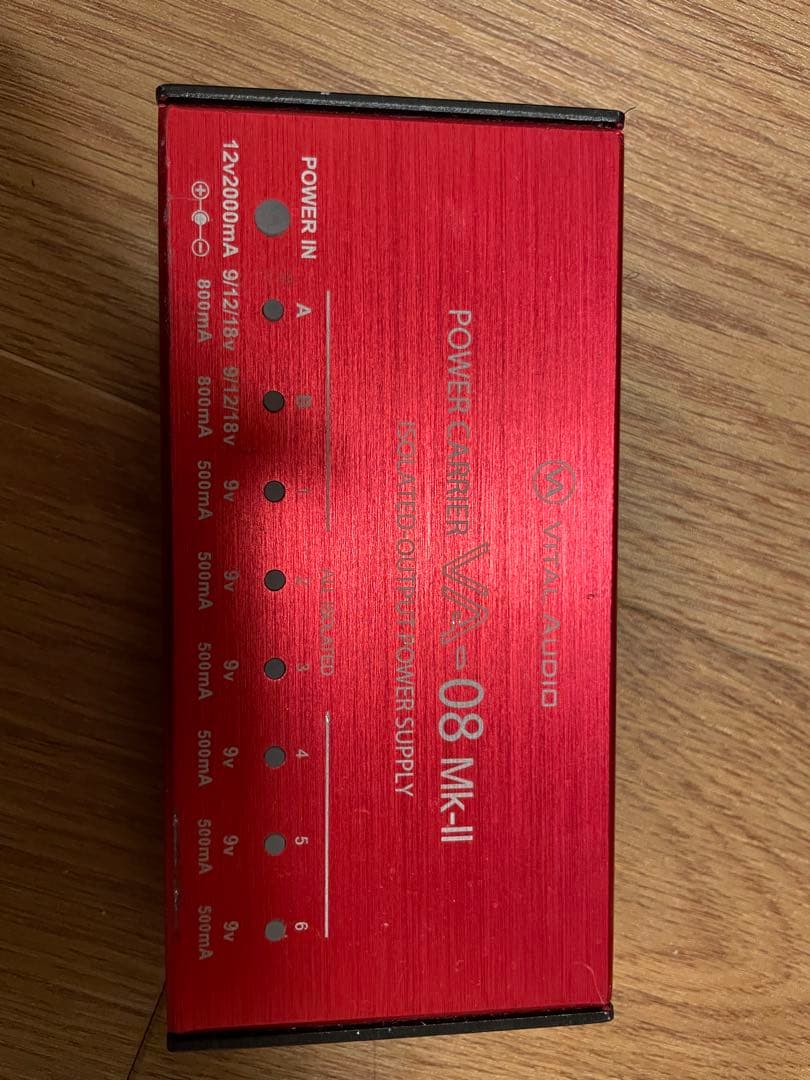 VITAL AUDIO
POWER CARRIER VA-08 Mk-II
ISOLATED OUTPUT POWER SUPPLY
ALL ISOLATED
POWER IN A B 1 2 3 4 5 6
12v2000mA 9/12/18v 9/12/18v 9v 9v 9v 9v 9v 9v
800mA 800mA 500mA 500mA 500mA 500mA 500mA 500mA